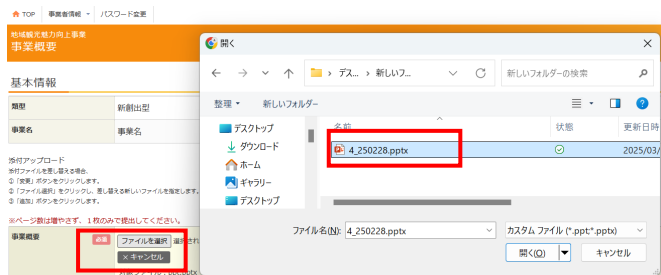 TOP 事業者情報 パスワード変更
地域観光魅力向上事業
事業概要
基本情報
類型 新創出型
事業名 事業名
添付アップロード
添付ファイルを差し替える場合、
①「変更」ボタンをクリックします。
②「ファイル選択」をクリックし、差し替える新しいファイルを指定します。
③「追加」ボタンをクリックします。
※ページ数は増やさず、1枚のみで提出してください。
事業概要 必須 ファイルを選択 選択され
×キャンセル
対象ファイル：ppt,pptx
開く
デス... › 新しいフ... 新しいフォルダーの検索
整理 新しいフォルダー
名前 状態 更新日時
デスクトップ
ダウンロード
ホーム
ギャラリー
デスクトップ
4_250228.pptx 2025/03/
ファイル名(N): 4_250228.pptx カスタム ファイル (*.ppt;*.pptx)
開く(O) キャンセル